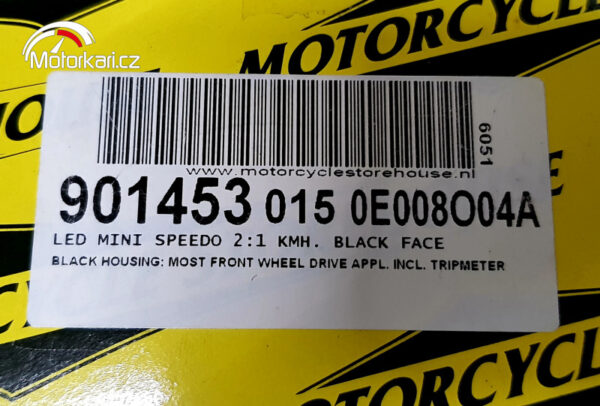 Motorkari.cz
MOTORCYCLE
www.motorcyclestorehouse.nl
6051
901453 015 0E008O04A
LED MINI SPEEDO 2:1 KMH. BLACK FACE
BLACK HOUSING: MOST FRONT WHEEL DRIVE APPL. INCL. TRIPMETER
MOTORCYCLE